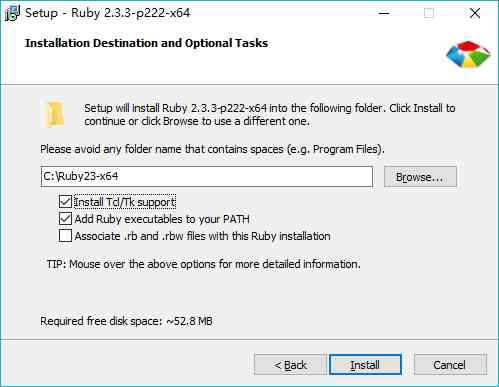 Setup - Ruby 2.3.3-p222-x64
Installation Destination and Optional Tasks
Setup will install Ruby 2.3.3-p222-x64 into the following folder. Click Install to
continue or click Browse to use a different one.
Please avoid any folder name that contains spaces (e.g. Program Files).
C:\Ruby23-x64
Browse...
Install Tcl/Tk support
Add Ruby executables to your PATH
Associate .rb and .rbw files with this Ruby installation
TIP: Mouse over the above options for more detailed information.
Required free disk space: ~52.8 MB
< Back
Install
Cancel